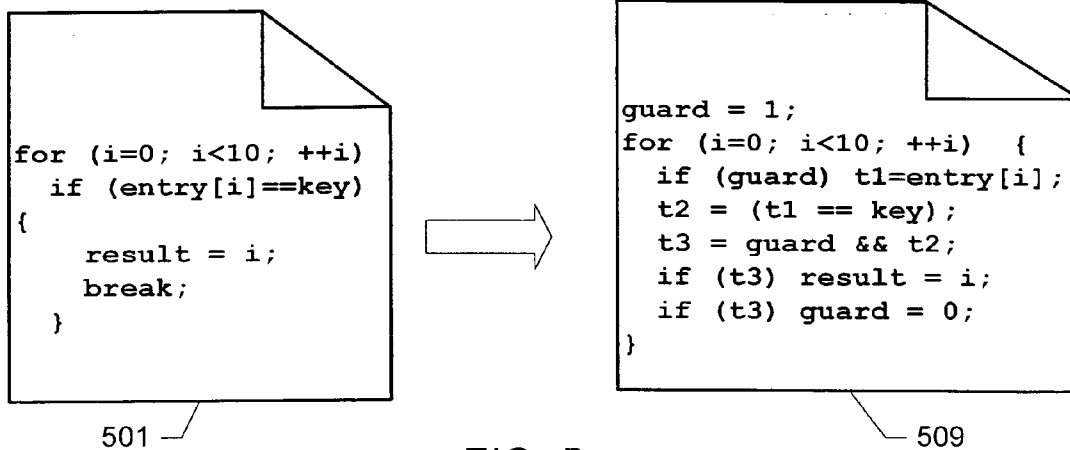 for (i=0; i<10; ++i)
if (entry[i]==key)
{
result = i;
break;
}
501
guard = 1;
for (i=0; i<10; ++i) {
if (guard) t1=entry[i];
t2 = (t1 == key);
t3 = guard && t2;
if (t3) result = i;
if (t3) guard = 0;
}
509